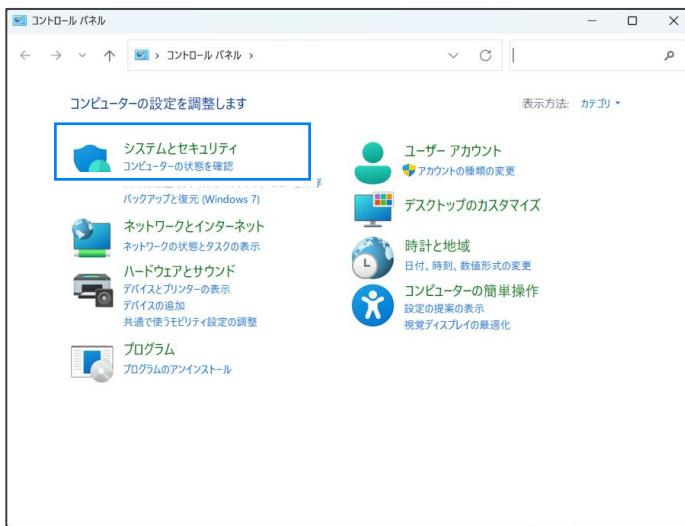 コントロール パネル
コントロール パネル
コンピューターの設定を調整します
表示方法: カテゴリ
システムとセキュリティ
コンピューターの状態を確認
バックアップと復元 (Windows 7)
ネットワークとインターネット
ネットワークの状態とタスクの表示
ハードウェアとサウンド
デバイスとプリンターの表示
デバイスの追加
共通で使うモビリティ設定の調整
プログラム
プログラムのアンインストール
ユーザー アカウント
アカウントの種類の変更
デスクトップのカスタマイズ
時計と地域
日付、時刻、数値形式の変更
コンピューターの簡単操作
設定の提案の表示
視覚ディスプレイの最適化